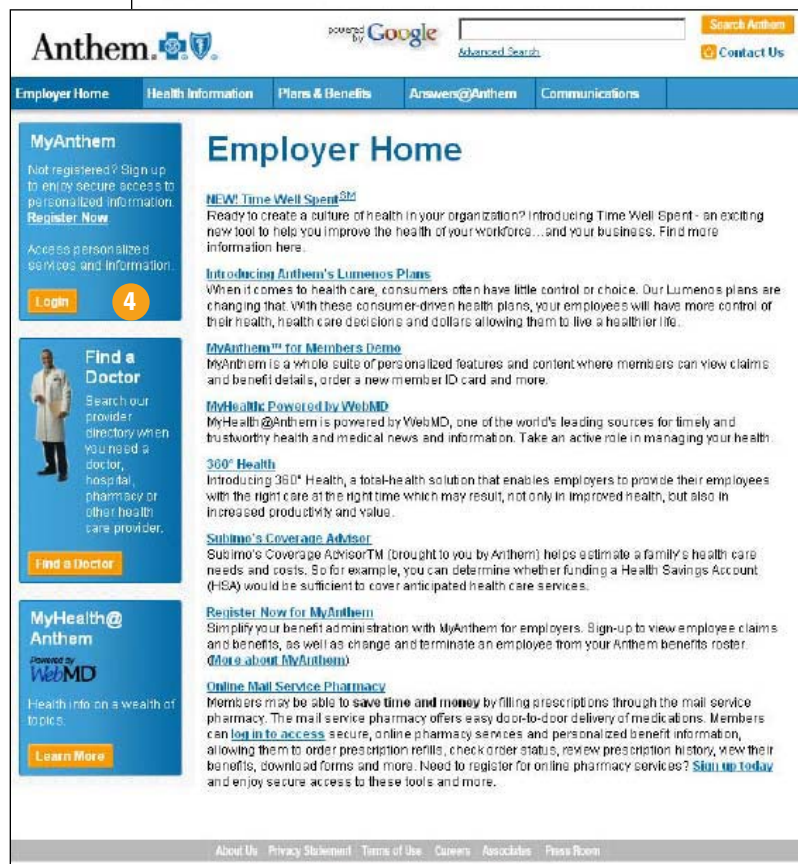 Anthem.
powered by Google
Search Anthem
Advanced Search
Contact Us
Employer Home Health Information Plans & Benefits Answers@Anthem Communications
MyAnthem
Not registered? Sign up
to enjoy secure access to
personalized information.
Register Now
Access personalized
services and information.
Login
4
Find a
Doctor
Search our
provider
directory when
you need a
doctor,
hospital,
pharmacy or
other health
care provider.
Find a Doctor
MyHealth@
Anthem
Powered by
WebMD
Health info on a wealth of
topics.
Learn More
Employer Home
NEW! Time Well Spent℠
Ready to create a culture of health in your organization? Introducing Time Well Spent - an exciting
new tool to help you improve the health of your workforce...and your business. Find more
information here.
Introducing Anthem's Lumenos Plans
When it comes to health care, consumers often have little control or choice. Our Lumenos plans are
changing that. With these consumer-driven health plans, your employees will have more control of
their health, health care decisions and dollars allowing them to live a healthier life.
MyAnthem™ for Members Demo
MyAnthem is a whole suite of personalized features and content where members can view claims
and benefit details, order a new member ID card and more.
MyHealth: Powered by WebMD
MyHealth@Anthem is powered by WebMD, one of the world's leading sources for timely and
trustworthy health and medical news and information. Take an active role in managing your health.
360° Health
Introducing 360° Health, a total-health solution that enables employers to provide their employees
with the right care at the right time which may result, not only in improved health, but also in
increased productivity and value.
Subimo's Coverage Advisor
Subimo's Coverage AdvisorTM (brought to you by Anthem) helps estimate a family's health care
needs and costs. So for example, you can determine whether funding a Health Savings Account
(HSA) would be sufficient to cover anticipated health care services.
Register Now for MyAnthem
Simplify your benefit administration with MyAnthem for employers. Sign-up to view employee claims
and benefits, as well as change and terminate an employee from your Anthem benefits roster.
(More about MyAnthem)
Online Mail Service Pharmacy
Members may be able to save time and money by filling prescriptions through the mail service
pharmacy. The mail service pharmacy offers easy door-to-door delivery of medications. Members
can log in to access secure, online pharmacy services and personalized benefit information,
allowing them to order prescription refills, check order status, review prescription history, view their
benefits, download forms and more. Need to register for online pharmacy services? Sign up today
and enjoy secure access to these tools and more.
About Us Privacy Statement Terms of Use Careers Associates Press Room